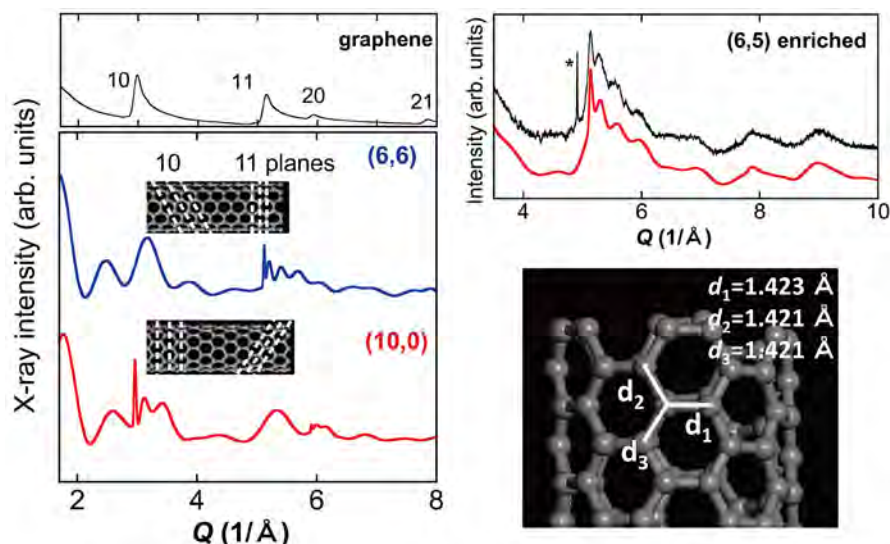 graphene
10
11
20
21
X-ray intensity (arb. units)
10
11 planes
(6,6)
(10,0)
2
4
6
8
Q (1/Å)
(6,5) enriched
*
Intensity (arb. units)
4
6
8
10
Q (1/Å)
d1=1.423 Å
d2=1.421 Å
d3=1.421 Å
d2
d1
d3